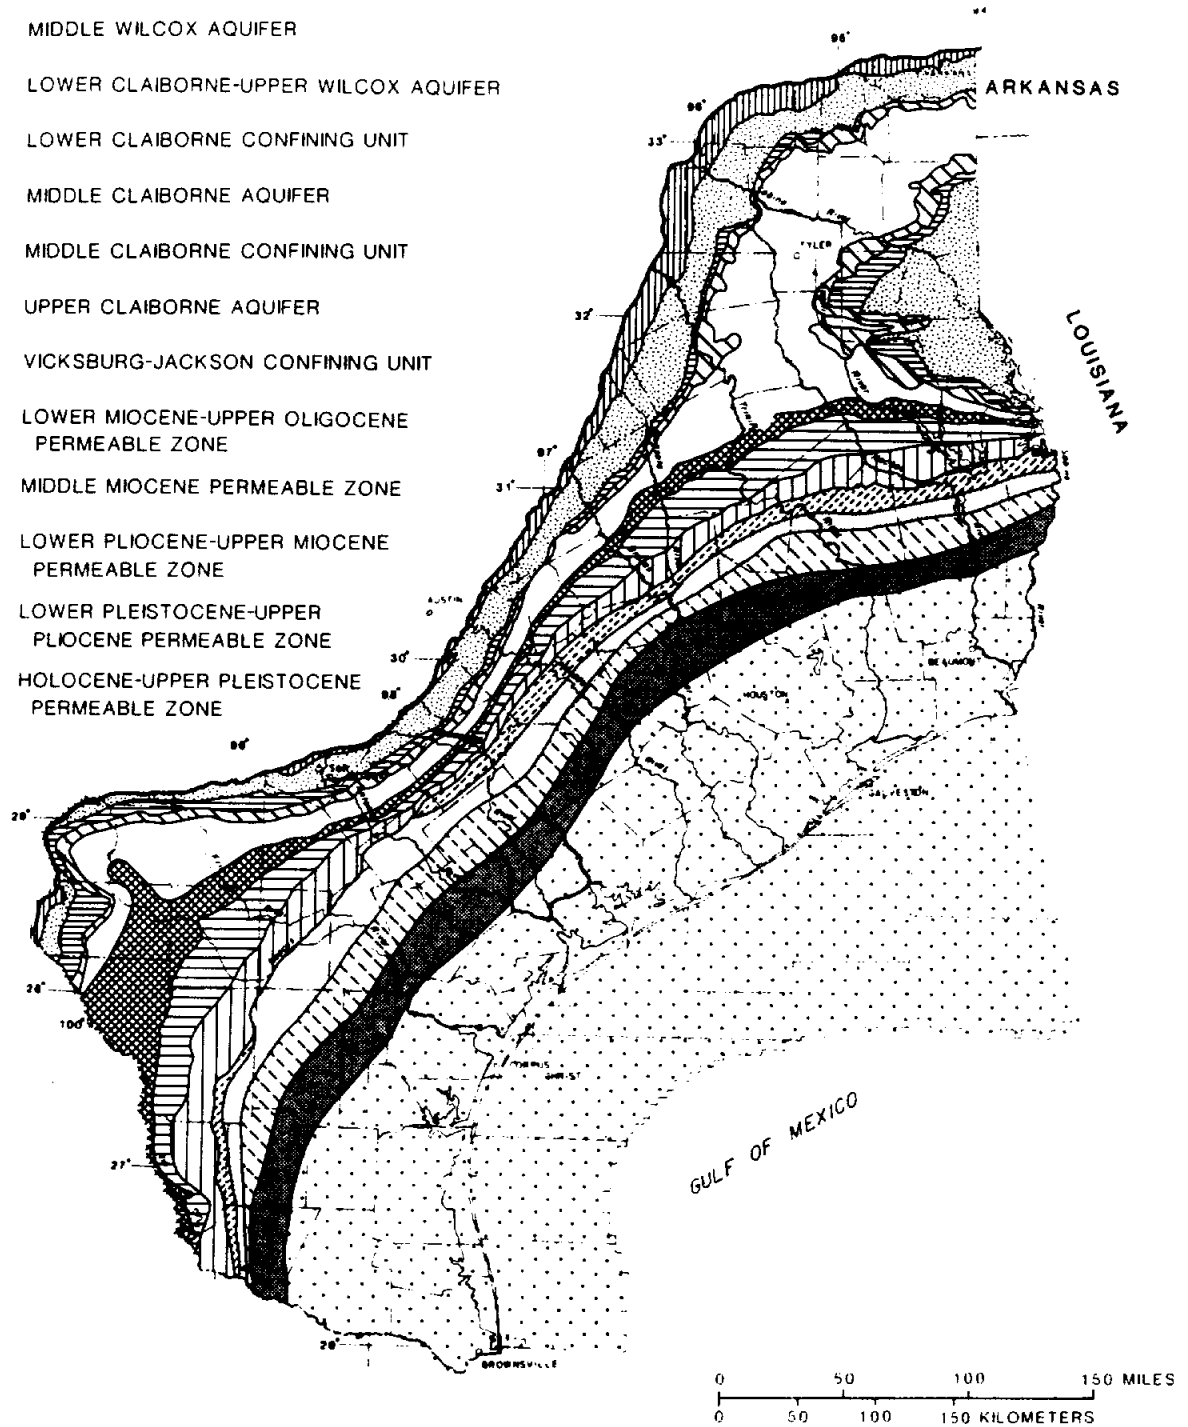 MIDDLE WILCOX AQUIFER
LOWER CLAIBORNE-UPPER WILCOX AQUIFER
LOWER CLAIBORNE CONFINING UNIT
MIDDLE CLAIBORNE AQUIFER
MIDDLE CLAIBORNE CONFINING UNIT
UPPER CLAIBORNE AQUIFER
VICKSBURG-JACKSON CONFINING UNIT
LOWER MIOCENE-UPPER OLIGOCENE
PERMEABLE ZONE
MIDDLE MIOCENE PERMEABLE ZONE
LOWER PLIOCENE-UPPER MIOCENE
PERMEABLE ZONE
LOWER PLEISTOCENE-UPPER
PLIOCENE PERMEABLE ZONE
HOLOCENE-UPPER PLEISTOCENE
PERMEABLE ZONE
ARKANSAS
33°
River
TYLER
32°
LOUISIANA
River
97°
31°
AUSTIN
30°
BEAUMONT
HOUSTON
GALVESTON
River
100°
27°
GULF OF MEXICO
BROWNSVILLE
0 50 100 150 MILES
0 50 100 150 KILOMETERS